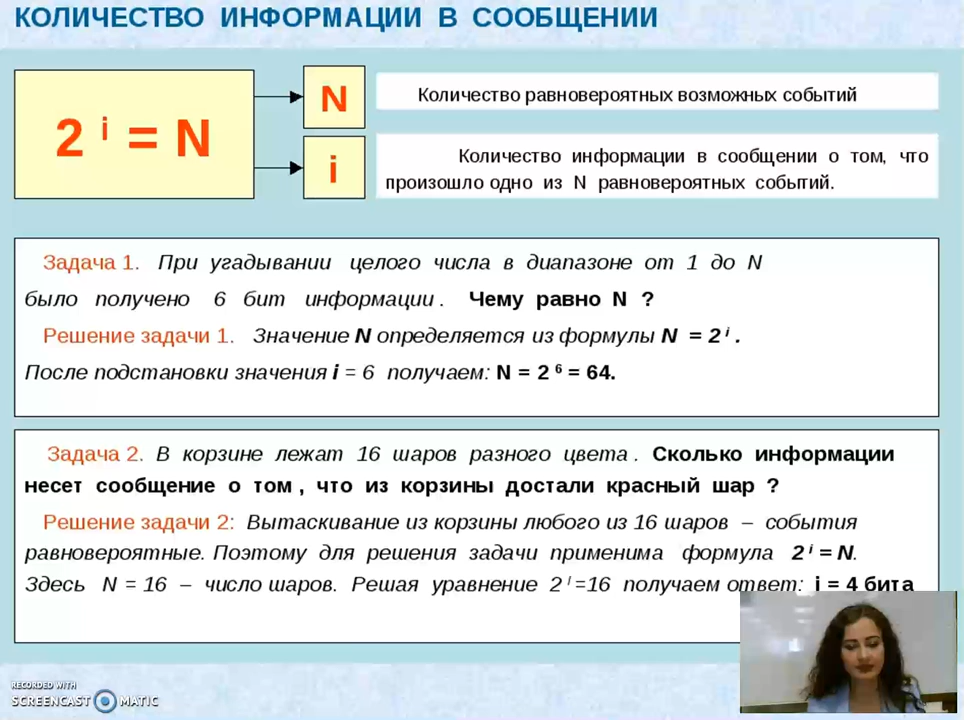 КОЛИЧЕСТВО ИНФОРМАЦИИ В СООБЩЕНИИ
2 i = N
N
Количество равновероятных возможных событий
i
Количество информации в сообщении о том, что
произошло одно из N равновероятных событий.
Задача 1. При угадывании целого числа в диапазоне от 1 до N
было получено 6 бит информации . Чему равно N ?
Решение задачи 1. Значение N определяется из формулы N = 2 i .
После подстановки значения i = 6 получаем: N = 2 6 = 64.
Задача 2. В корзине лежат 16 шаров разного цвета . Сколько информации
несет сообщение о том , что из корзины достали красный шар ?
Решение задачи 2: Вытаскивание из корзины любого из 16 шаров – события
равновероятные. Поэтому для решения задачи применима формула 2 i = N.
Здесь N = 16 – число шаров. Решая уравнение 2 I =16 получаем ответ: i = 4 бита
RECORDED WITH
SCREENCAST MATIC